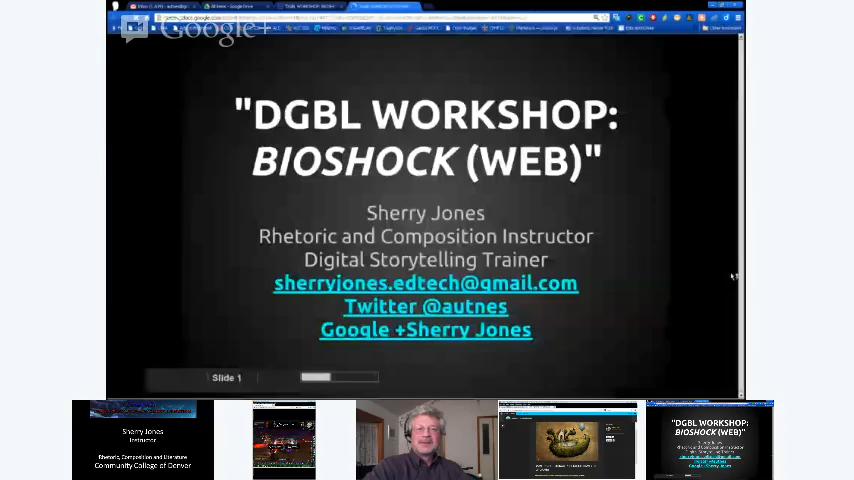 Google+
"DGBL WORKSHOP:
BIOSHOCK (WEB)"
Sherry Jones
Rhetoric and Composition Instructor
Digital Storytelling Trainer
sherryjones.edtech@gmail.com
Twitter @autnes
Google +Sherry Jones
Slide 1
Sherry Jones
Instructor
Rhetoric, Composition and Literature
Community College of Denver
"DGBL WORKSHOP:
BIOSHOCK (WEB)"